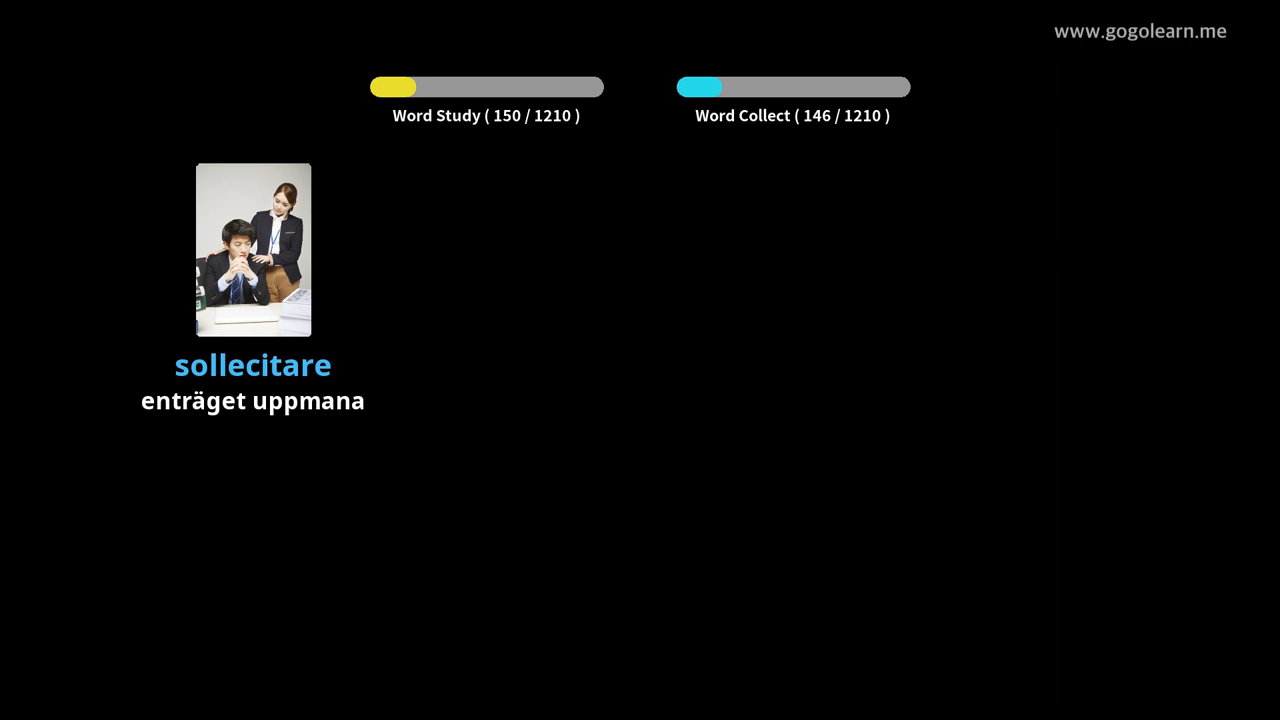 www.gogolearn.me
Word Study ( 150 / 1210 )
Word Collect ( 146 / 1210 )
sollecitare
enträget uppmana